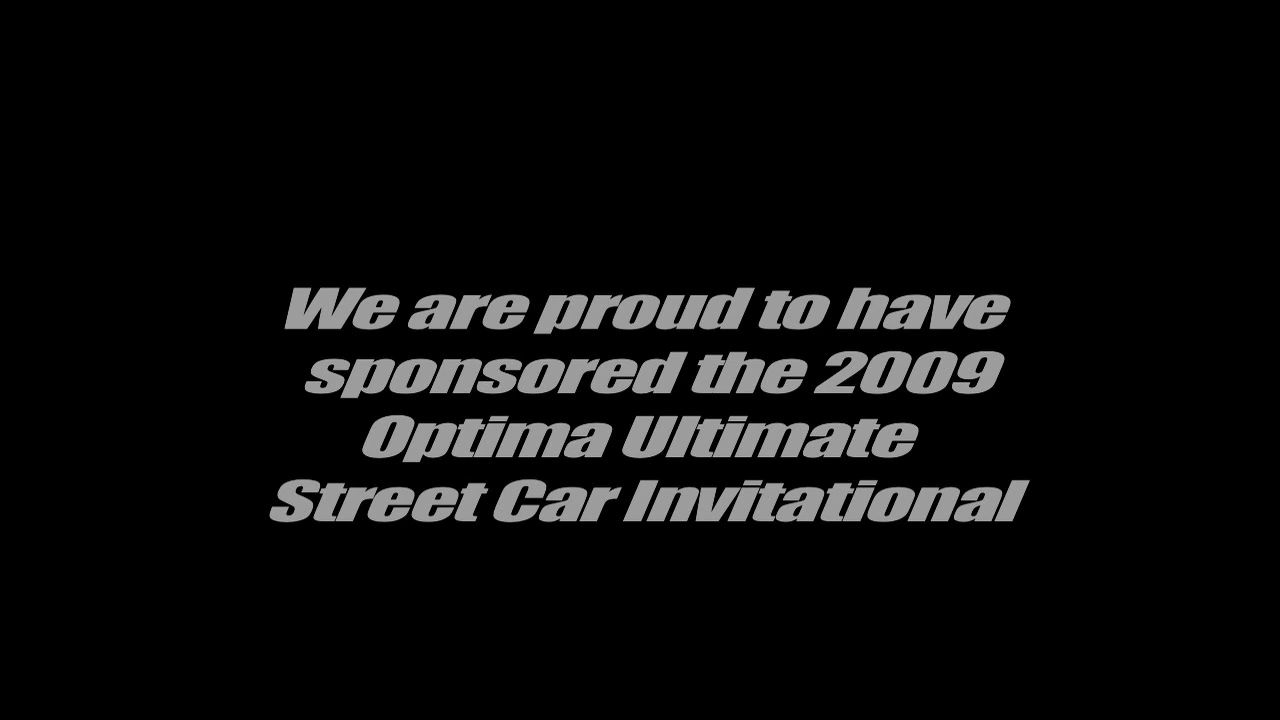 We are proud to have
sponsored the 2009
Optima Ultimate
Street Car Invitational